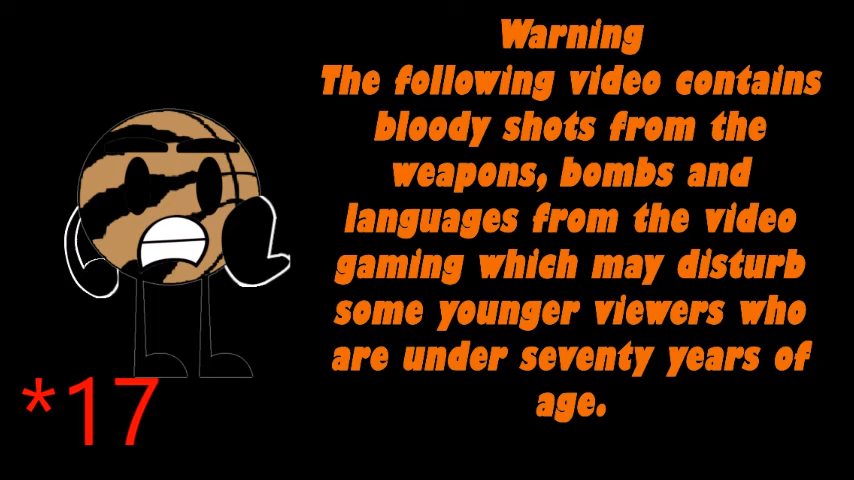 Warning
The following video contains
bloody shots from the
weapons, bombs and
languages from the video
gaming which may disturb
some younger viewers who
are under seventy years of
age.
*17